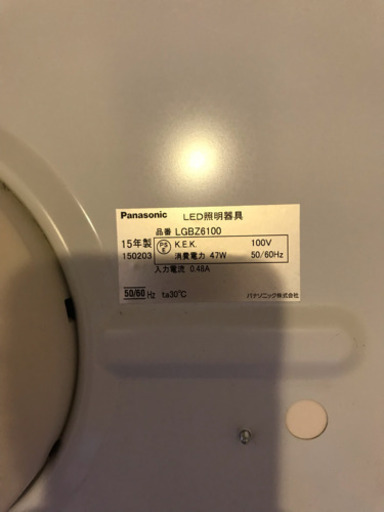 Panasonic LED照明器具
品番 LGBZ6100
15年製 PSE K.E.K. 100V
150203 消費電力 47W 50/60Hz
入力電流 0.48A
50/60 Hz ta30℃ パナソニック株式会社